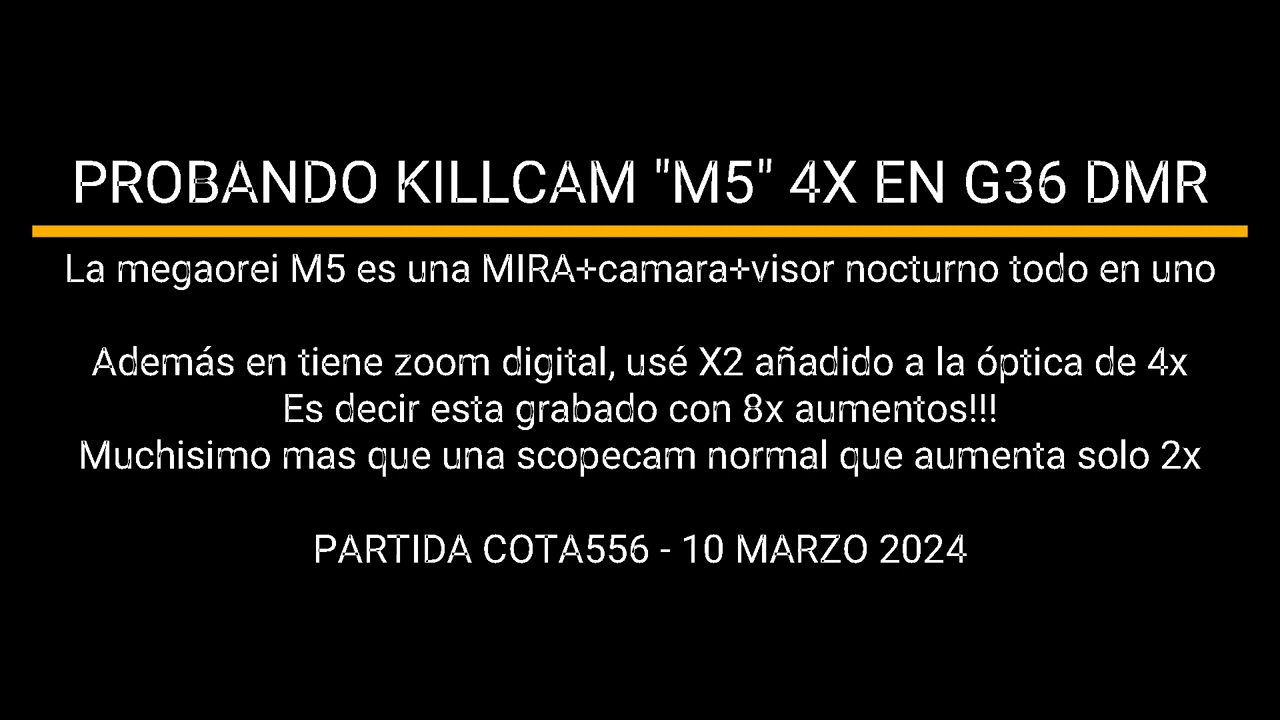 PROBANDO KILLCAM "M5" 4X EN G36 DMR
La megaorei M5 es una MIRA+camara+visor nocturno todo en uno
Además en tiene zoom digital, usé X2 añadido a la óptica de 4x
Es decir esta grabado con 8x aumentos!!!
Muchisimo mas que una scopecam normal que aumenta solo 2x
PARTIDA COTA556 - 10 MARZO 2024